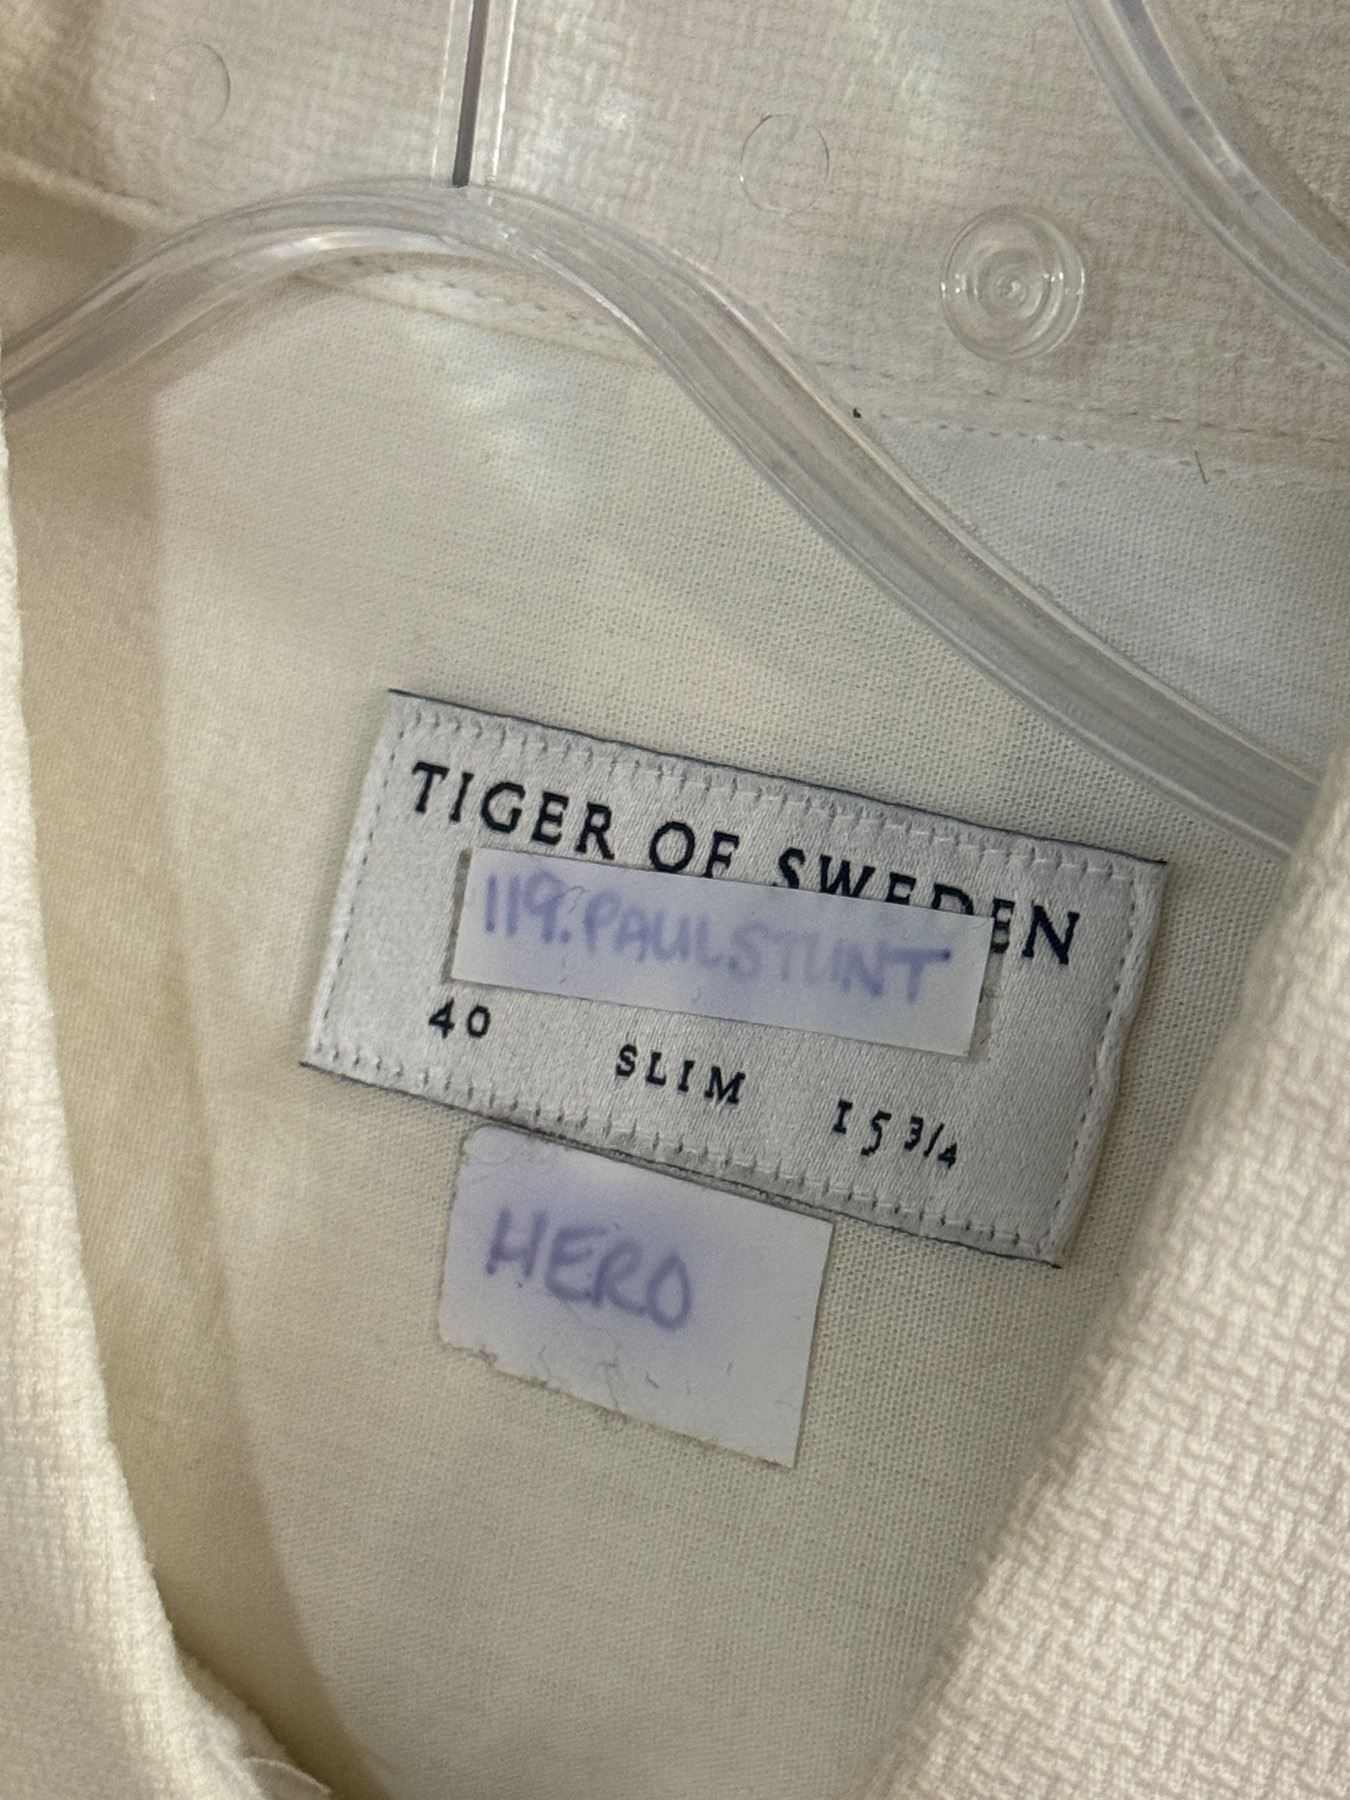 TIGER OF SWEDEN
119. PAUL STUNT
40 SLIM 15 3/4
HERO